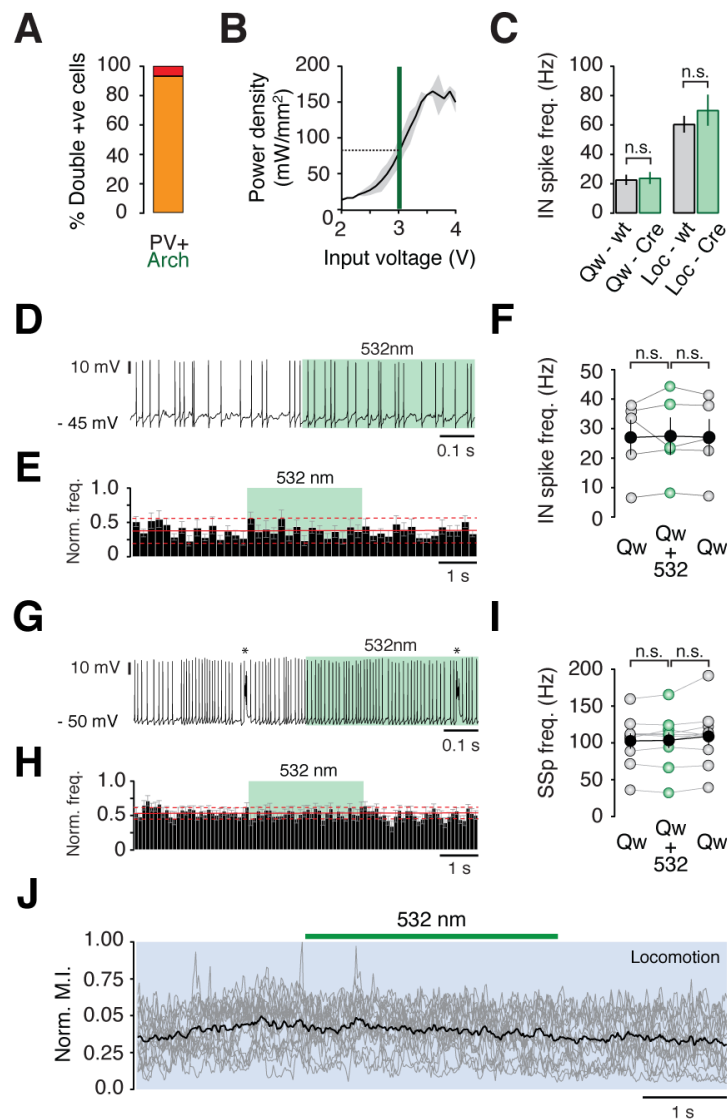 A
% Double +ve cells
100
80
60
40
20
0
PV+
Arch
B
Power density
(mW/mm²)
200
150
100
50
0
2
3
4
Input voltage (V)
C
IN spike freq. (Hz)
100
80
60
40
20
0
n.s.
n.s.
Qw - wt
Qw - Cre
Loc - wt
Loc - Cre
D
532nm
10 mV
- 45 mV
0.1 s
E
532 nm
Norm. freq.
1.0
0.5
0
1 s
F
n.s.
n.s.
IN spike freq. (Hz)
50
40
30
20
10
0
Qw
Qw
+
532
Qw
G
532nm
*
*
10 mV
- 50 mV
0.1 s
H
532 nm
Norm. freq.
1.0
0.5
0
1 s
I
n.s.
n.s.
SSp freq. (Hz)
200
150
100
50
0
Qw
Qw
+
532
Qw
J
532 nm
Locomotion
Norm. M.I.
1.00
0.75
0.50
0.25
0.0
1 s